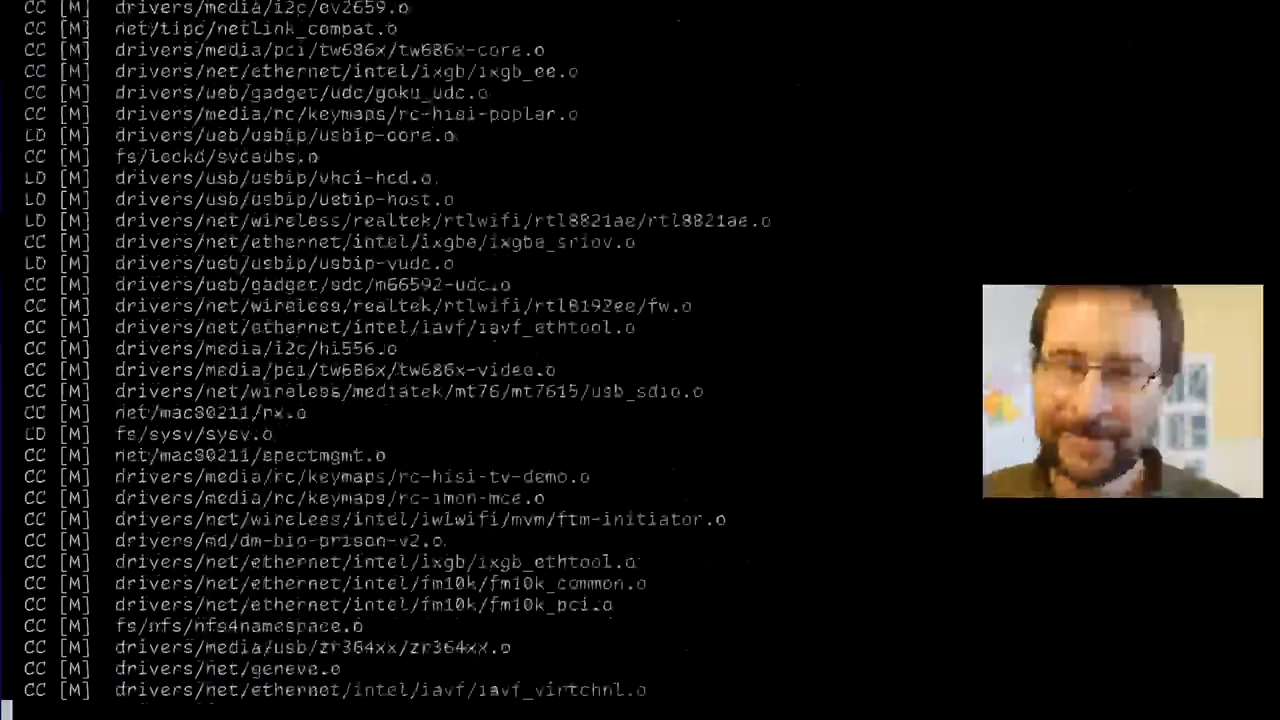 CC [M] drivers/media/i2c/ov2659.o
CC [M] net/tipc/netlink_compat.o
CC [M] drivers/media/pci/tw686x/tw686x-core.o
CC [M] drivers/net/ethernet/intel/ixgb/ixgb_ee.o
CC [M] drivers/usb/gadget/udc/goku_udc.o
CC [M] drivers/media/rc/keymaps/rc-hisi-poplar.o
LD [M] drivers/usb/usbip/usbip-core.o
CC [M] fs/lockd/svcsubs.o
LD [M] drivers/usb/usbip/vhci-hcd.o
LD [M] drivers/usb/usbip/usbip-host.o
LD [M] drivers/net/wireless/realtek/rtlwifi/rtl8821ae/rtl8821ae.o
CC [M] drivers/net/ethernet/intel/ixgbe/ixgbe_sriov.o
LD [M] drivers/usb/usbip/usbip-vudc.o
CC [M] drivers/usb/gadget/udc/m66592-udc.o
CC [M] drivers/net/wireless/realtek/rtlwifi/rtl8192ee/fw.o
CC [M] drivers/net/ethernet/intel/iavf/iavf_ethtool.o
CC [M] drivers/media/i2c/hi556.o
CC [M] drivers/media/pci/tw686x/tw686x-video.o
CC [M] drivers/net/wireless/mediatek/mt76/mt7615/usb_sdio.o
CC [M] net/mac80211/rx.o
LD [M] fs/sysv/sysv.o
CC [M] net/mac80211/spectmgmt.o
CC [M] drivers/media/rc/keymaps/rc-hisi-tv-demo.o
CC [M] drivers/media/rc/keymaps/rc-imon-mce.o
CC [M] drivers/net/wireless/intel/iwlwifi/mvm/ftm-initiator.o
CC [M] drivers/md/dm-bio-prison-v2.o
CC [M] drivers/net/ethernet/intel/ixgb/ixgb_ethtool.o
CC [M] drivers/net/ethernet/intel/fm10k/fm10k_common.o
CC [M] drivers/net/ethernet/intel/fm10k/fm10k_pci.o
CC [M] fs/nfs/nfs4namespace.o
CC [M] drivers/media/usb/zr364xx/zr364xx.o
CC [M] drivers/net/geneve.o
CC [M] drivers/net/ethernet/intel/iavf/iavf_virtchnl.o